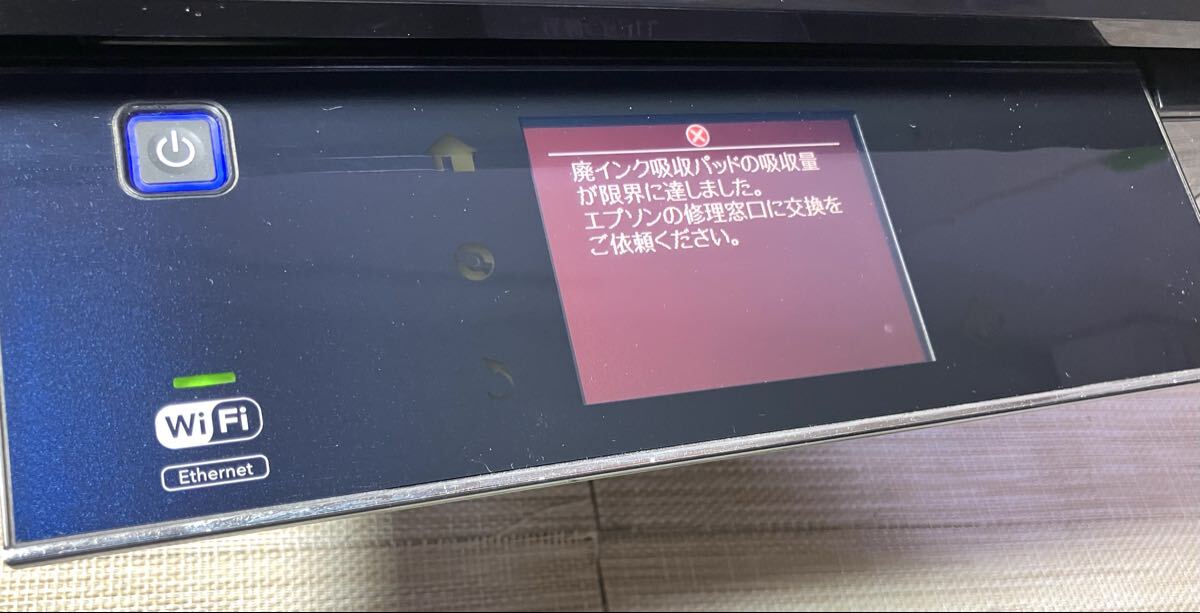 廃インク吸収パッドの吸収量
が限界に達しました。
エプソンの修理窓口に交換を
ご依頼ください。
WiFi
Ethernet